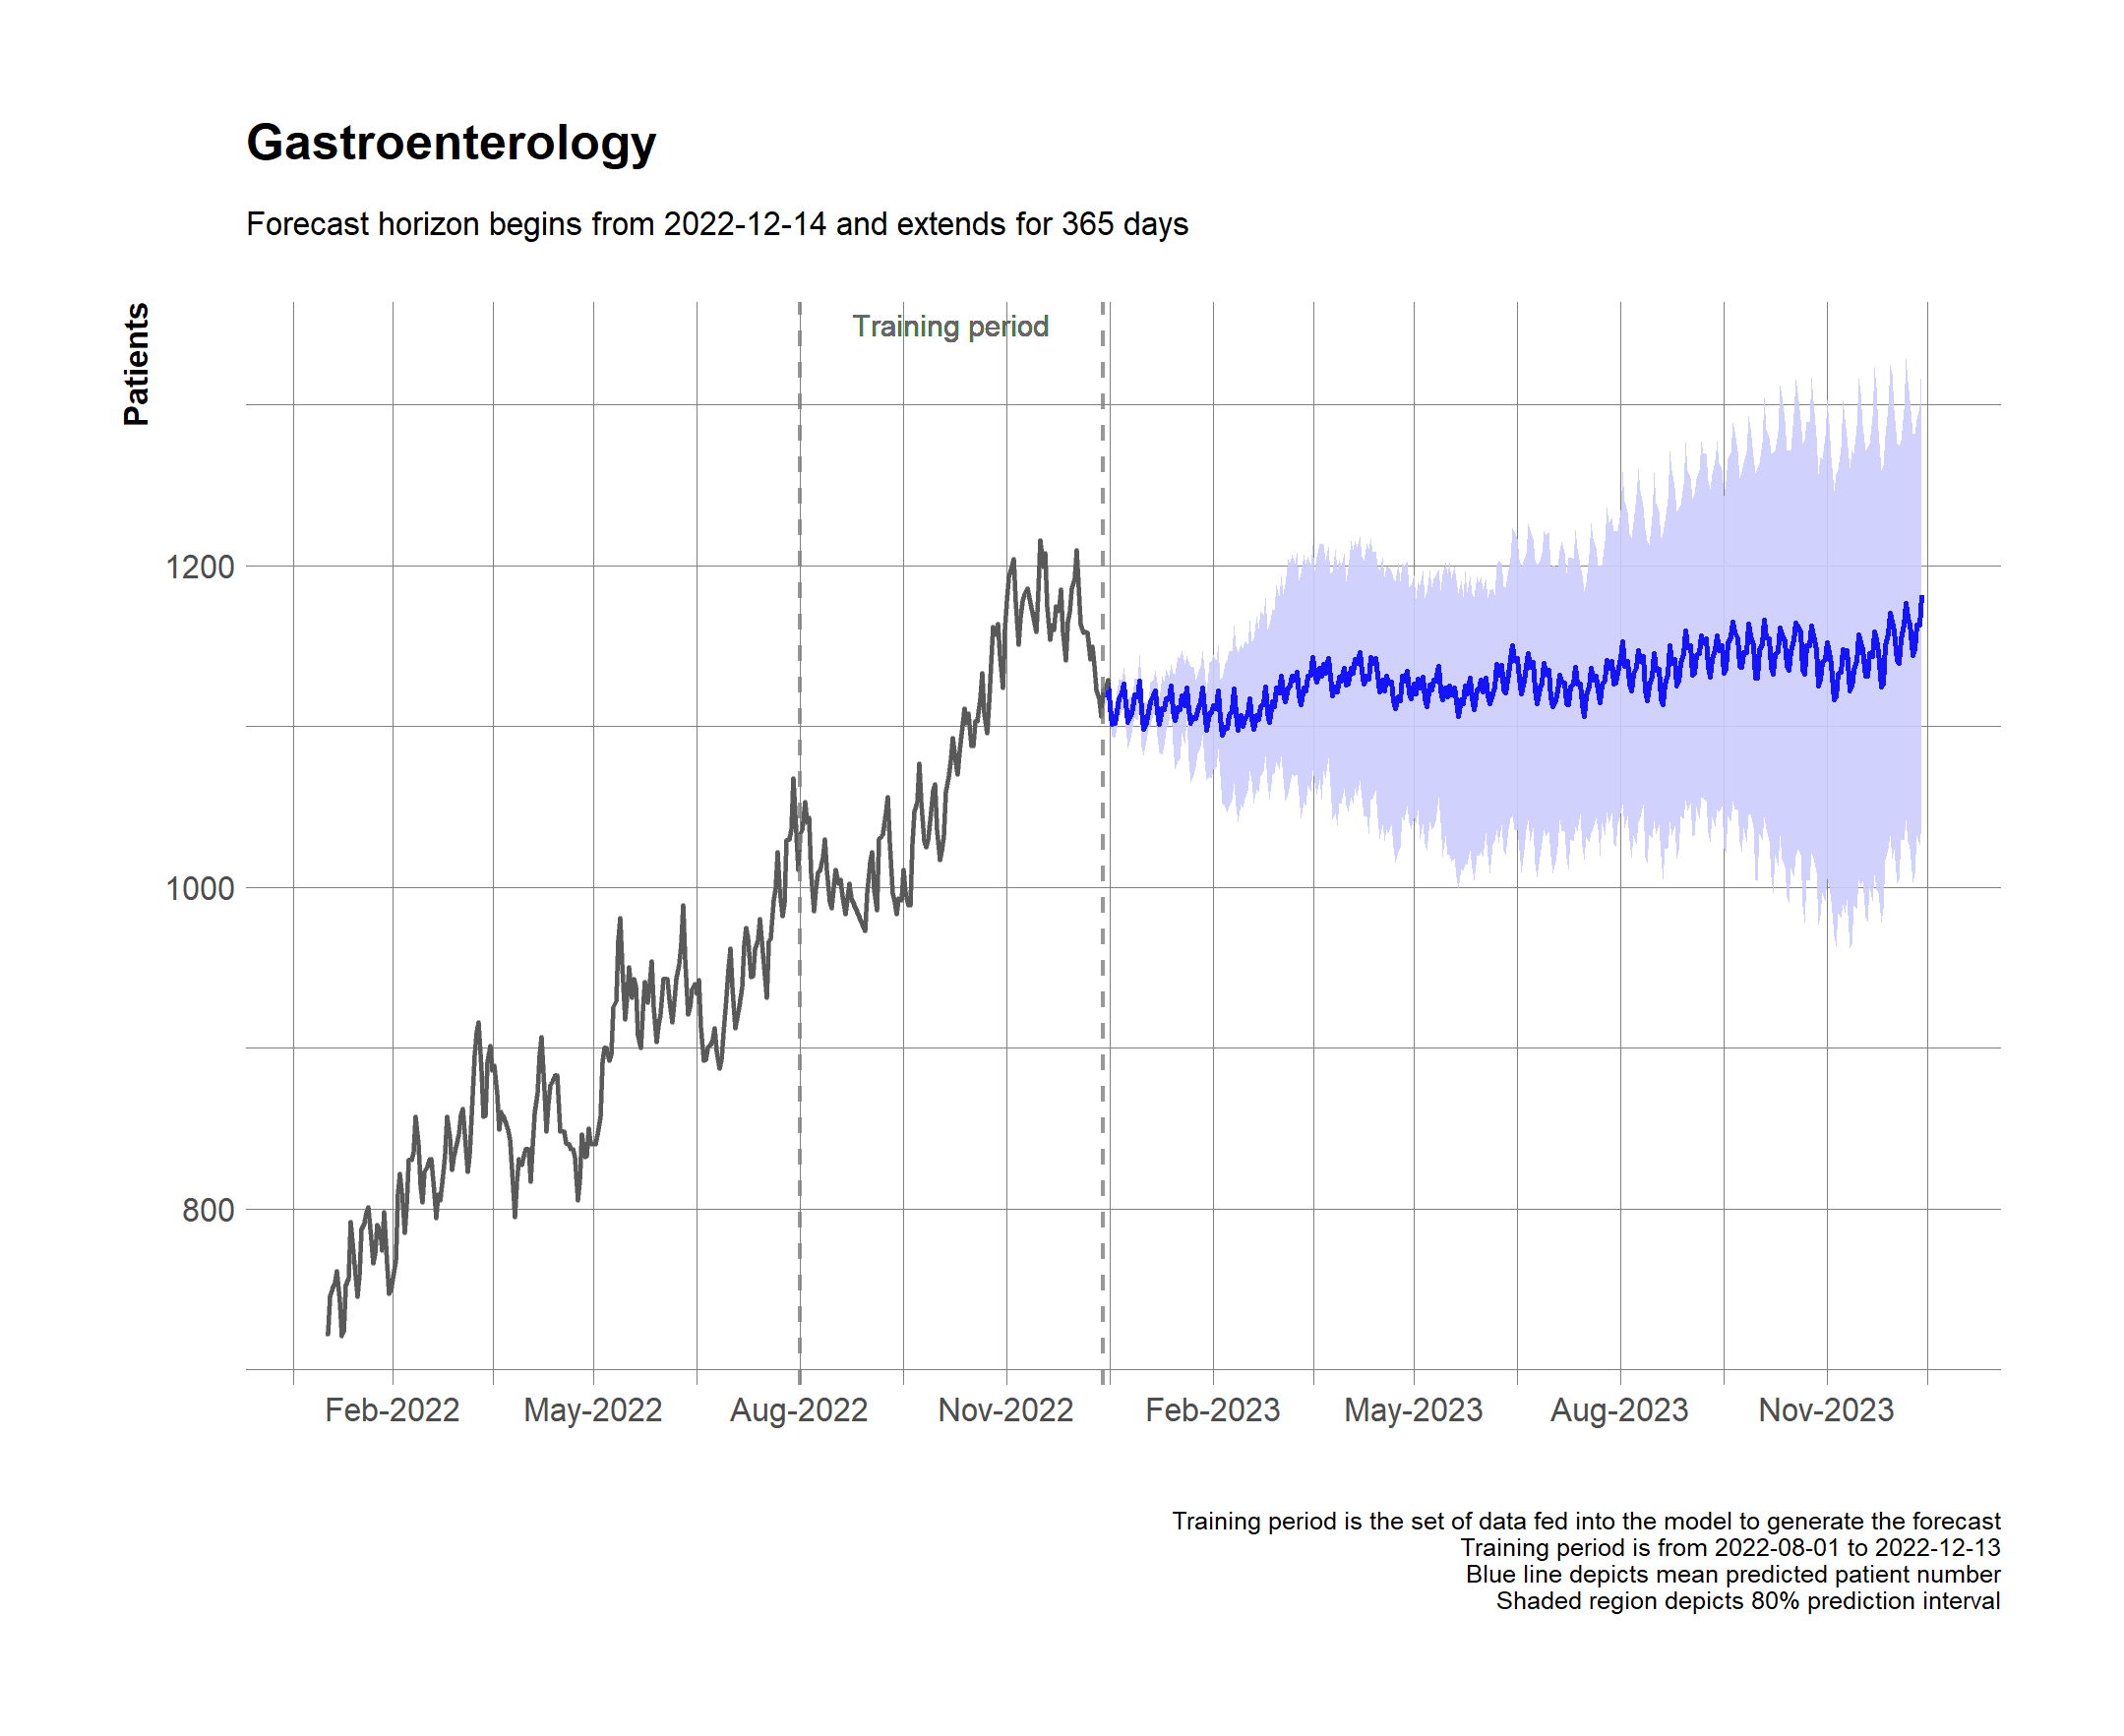 Gastroenterology
Forecast horizon begins from 2022-12-14 and extends for 365 days
Patients
Training period
1200
1000
800
Feb-2022 May-2022 Aug-2022 Nov-2022 Feb-2023 May-2023 Aug-2023 Nov-2023
Training period is the set of data fed into the model to generate the forecast
Training period is from 2022-08-01 to 2022-12-13
Blue line depicts mean predicted patient number
Shaded region depicts 80% prediction interval